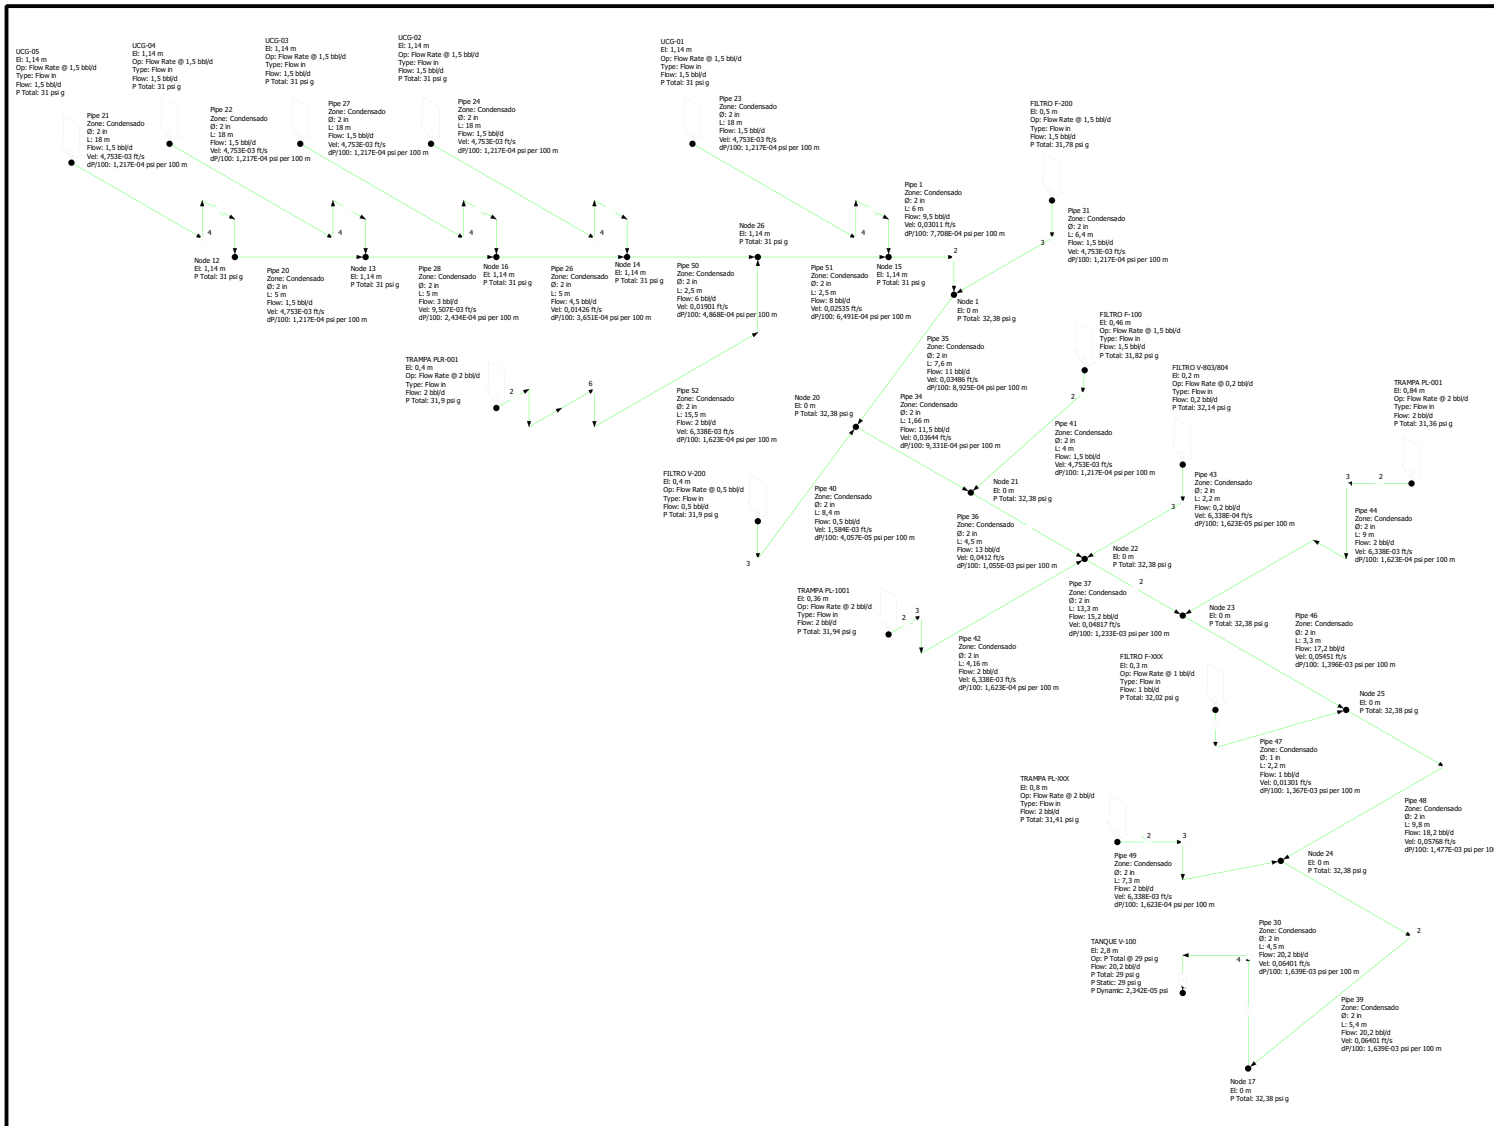 UCG-05
El: 1,14 m
Op: Flow Rate @ 1,5 bbl/d
Type: Flow in
Flow: 1,5 bbl/d
P Total: 31 psi g
UCG-04
El: 1,14 m
Op: Flow Rate @ 1,5 bbl/d
Type: Flow in
Flow: 1,5 bbl/d
P Total: 31 psi g
UCG-03
El: 1,14 m
Op: Flow Rate @ 1,5 bbl/d
Type: Flow in
Flow: 1,5 bbl/d
P Total: 31 psi g
UCG-02
El: 1,14 m
Op: Flow Rate @ 1,5 bbl/d
Type: Flow in
Flow: 1,5 bbl/d
P Total: 31 psi g
UCG-01
El: 1,14 m
Op: Flow Rate @ 1,5 bbl/d
Type: Flow in
Flow: 1,5 bbl/d
P Total: 31 psi g
Pipe 21
Zone: Condensado
Ø: 2 in
L: 18 m
Flow: 1,5 bbl/d
Vel: 4,753E-03 ft/s
dP/100: 1,217E-04 psi per 100 m
Pipe 22
Zone: Condensado
Ø: 2 in
L: 18 m
Flow: 1,5 bbl/d
Vel: 4,753E-03 ft/s
dP/100: 1,217E-04 psi per 100 m
Pipe 27
Zone: Condensado
Ø: 2 in
L: 18 m
Flow: 1,5 bbl/d
Vel: 4,753E-03 ft/s
dP/100: 1,217E-04 psi per 100 m
Pipe 24
Zone: Condensado
Ø: 2 in
L: 18 m
Flow: 1,5 bbl/d
Vel: 4,753E-03 ft/s
dP/100: 1,217E-04 psi per 100 m
Pipe 23
Zone: Condensado
Ø: 2 in
L: 18 m
Flow: 1,5 bbl/d
Vel: 4,753E-03 ft/s
dP/100: 1,217E-04 psi per 100 m
FILTRO F-200
El: 0,5 m
Op: Flow Rate @ 1,5 bbl/d
Type: Flow in
Flow: 1,5 bbl/d
P Total: 31,78 psi g
Pipe 1
Zone: Condensado
Ø: 2 in
L: 6 m
Flow: 9,5 bbl/d
Vel: 0,03011 ft/s
dP/100: 7,708E-04 psi per 100 m
Pipe 31
Zone: Condensado
Ø: 2 in
L: 6,4 m
Flow: 1,5 bbl/d
Vel: 4,753E-03 ft/s
dP/100: 1,217E-04 psi per 100 m
4
4
4
4
4
2
3
Node 12
El: 1,14 m
P Total: 31 psi g
Pipe 20
Zone: Condensado
Ø: 2 in
L: 5 m
Flow: 1,5 bbl/d
Vel: 4,753E-03 ft/s
dP/100: 1,217E-04 psi per 100 m
Node 13
El: 1,14 m
P Total: 31 psi g
Pipe 28
Zone: Condensado
Ø: 2 in
L: 5 m
Flow: 3 bbl/d
Vel: 9,507E-03 ft/s
dP/100: 2,434E-04 psi per 100 m
Node 16
El: 1,14 m
P Total: 31 psi g
Pipe 26
Zone: Condensado
Ø: 2 in
L: 5 m
Flow: 4,5 bbl/d
Vel: 0,01426 ft/s
dP/100: 3,651E-04 psi per 100 m
Node 14
El: 1,14 m
P Total: 31 psi g
Pipe 50
Zone: Condensado
Ø: 2 in
L: 2,5 m
Flow: 6 bbl/d
Vel: 0,01901 ft/s
dP/100: 4,868E-04 psi per 100 m
Node 26
El: 1,14 m
P Total: 31 psi g
Pipe 51
Zone: Condensado
Ø: 2 in
L: 2,5 m
Flow: 8 bbl/d
Vel: 0,02535 ft/s
dP/100: 6,491E-04 psi per 100 m
Node 15
El: 1,14 m
P Total: 31 psi g
Node 1
El: 0 m
P Total: 32,38 psi g
FILTRO F-100
El: 0,46 m
Op: Flow Rate @ 1,5 bbl/d
Type: Flow in
Flow: 1,5 bbl/d
P Total: 31,82 psi g
Pipe 35
Zone: Condensado
Ø: 2 in
L: 7,6 m
Flow: 11 bbl/d
Vel: 0,03486 ft/s
dP/100: 8,925E-04 psi per 100 m
TRAMPA PLR-001
El: 0,4 m
Op: Flow Rate @ 2 bbl/d
Type: Flow in
Flow: 2 bbl/d
P Total: 31,9 psi g
2
6
Pipe 52
Zone: Condensado
Ø: 2 in
L: 15,5 m
Flow: 2 bbl/d
Vel: 6,338E-03 ft/s
dP/100: 1,623E-04 psi per 100 m
Node 20
El: 0 m
P Total: 32,38 psi g
Pipe 34
Zone: Condensado
Ø: 2 in
L: 1,66 m
Flow: 11,5 bbl/d
Vel: 0,03644 ft/s
dP/100: 9,331E-04 psi per 100 m
2
FILTRO V-803/804
El: 0,2 m
Op: Flow Rate @ 0,2 bbl/d
Type: Flow in
Flow: 0,2 bbl/d
P Total: 32,14 psi g
TRAMPA PL-001
El: 0,84 m
Op: Flow Rate @ 2 bbl/d
Type: Flow in
Flow: 2 bbl/d
P Total: 31,36 psi g
Pipe 41
Zone: Condensado
Ø: 2 in
L: 4 m
Flow: 1,5 bbl/d
Vel: 4,753E-03 ft/s
dP/100: 1,217E-04 psi per 100 m
FILTRO V-200
El: 0,4 m
Op: Flow Rate @ 0,5 bbl/d
Type: Flow in
Flow: 0,5 bbl/d
P Total: 31,9 psi g
3
Pipe 40
Zone: Condensado
Ø: 2 in
L: 8,4 m
Flow: 0,5 bbl/d
Vel: 1,584E-03 ft/s
dP/100: 4,057E-05 psi per 100 m
Node 21
El: 0 m
P Total: 32,38 psi g
Pipe 43
Zone: Condensado
Ø: 2 in
L: 2,2 m
Flow: 0,2 bbl/d
Vel: 6,338E-04 ft/s
dP/100: 1,623E-05 psi per 100 m
3
3
2
Pipe 44
Zone: Condensado
Ø: 2 in
L: 9 m
Flow: 2 bbl/d
Vel: 6,338E-03 ft/s
dP/100: 1,623E-04 psi per 100 m
Pipe 36
Zone: Condensado
Ø: 2 in
L: 4,5 m
Flow: 13 bbl/d
Vel: 0,0412 ft/s
dP/100: 1,055E-03 psi per 100 m
Node 22
El: 0 m
P Total: 32,38 psi g
TRAMPA PL-1001
El: 0,36 m
Op: Flow Rate @ 2 bbl/d
Type: Flow in
Flow: 2 bbl/d
P Total: 31,94 psi g
2
3
Pipe 37
Zone: Condensado
Ø: 2 in
L: 13,3 m
Flow: 15,2 bbl/d
Vel: 0,04817 ft/s
dP/100: 1,233E-03 psi per 100 m
2
Node 23
El: 0 m
P Total: 32,38 psi g
Pipe 46
Zone: Condensado
Ø: 2 in
L: 3,3 m
Flow: 17,2 bbl/d
Vel: 0,05451 ft/s
dP/100: 1,396E-03 psi per 100 m
Pipe 42
Zone: Condensado
Ø: 2 in
L: 4,16 m
Flow: 2 bbl/d
Vel: 6,338E-03 ft/s
dP/100: 1,623E-04 psi per 100 m
FILTRO F-XXX
El: 0,3 m
Op: Flow Rate @ 1 bbl/d
Type: Flow in
Flow: 1 bbl/d
P Total: 32,02 psi g
Node 25
El: 0 m
P Total: 32,38 psi g
Pipe 47
Zone: Condensado
Ø: 1 in
L: 2,2 m
Flow: 1 bbl/d
Vel: 0,01301 ft/s
dP/100: 1,367E-03 psi per 100 m
TRAMPA PL-XXX
El: 0,8 m
Op: Flow Rate @ 2 bbl/d
Type: Flow in
Flow: 2 bbl/d
P Total: 31,41 psi g
2
3
Pipe 48
Zone: Condensado
Ø: 2 in
L: 9,8 m
Flow: 18,2 bbl/d
Vel: 0,05768 ft/s
dP/100: 1,477E-03 psi per 100
Pipe 49
Zone: Condensado
Ø: 2 in
L: 7,3 m
Flow: 2 bbl/d
Vel: 6,338E-03 ft/s
dP/100: 1,623E-04 psi per 100 m
Node 24
El: 0 m
P Total: 32,38 psi g
Pipe 30
Zone: Condensado
Ø: 2 in
L: 4,5 m
Flow: 20,2 bbl/d
Vel: 0,06401 ft/s
dP/100: 1,639E-03 psi per 100 m
2
TANQUE V-100
El: 2,8 m
Op: P Total @ 29 psi g
Flow: 20,2 bbl/d
P Total: 29 psi g
P Static: 29 psi g
P Dynamic: 2,342E-05 psi
4
Pipe 39
Zone: Condensado
Ø: 2 in
L: 5,4 m
Flow: 20,2 bbl/d
Vel: 0,06401 ft/s
dP/100: 1,639E-03 psi per 100 m
Node 17
El: 0 m
P Total: 32,38 psi g